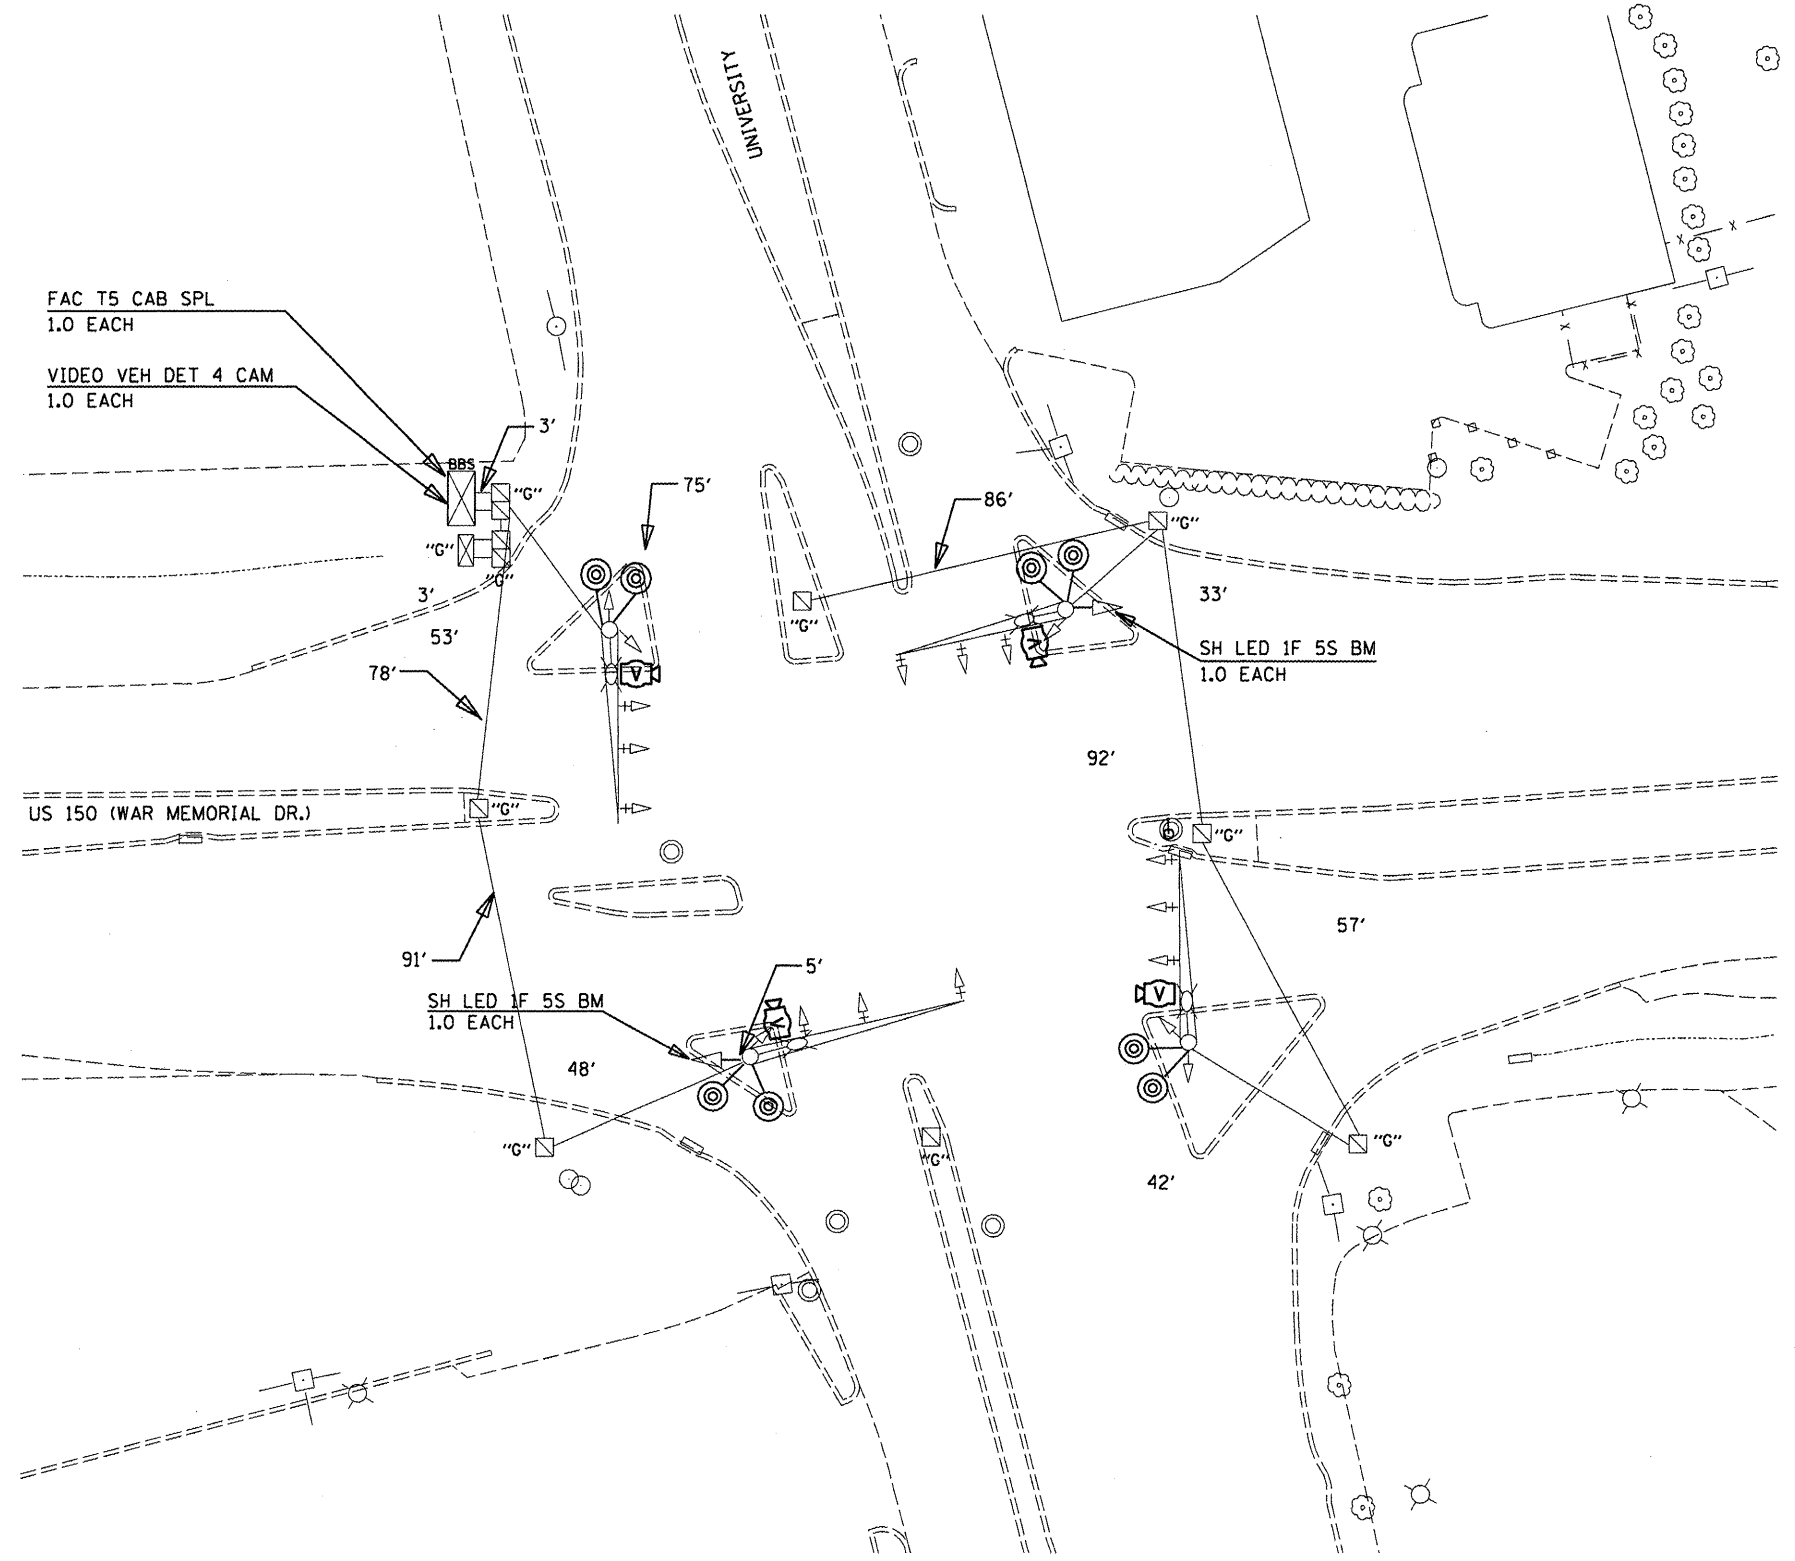 UNIVERSITY
FAC T5 CAB SPL
1.0 EACH
VIDEO VEH DET 4 CAM
1.0 EACH
3'
BBS
"G"
75'
86'
"G"
"G"
"G"
3'
"G"
33'
53'
SH LED 1F 5S BM
1.0 EACH
78'
V
V
92'
US 150 (WAR MEMORIAL DR.)
"G"
"G"
57'
91'
5'
SH LED 1F 5S BM
1.0 EACH
V
V
48'
"G"
"G"
"G"
42'